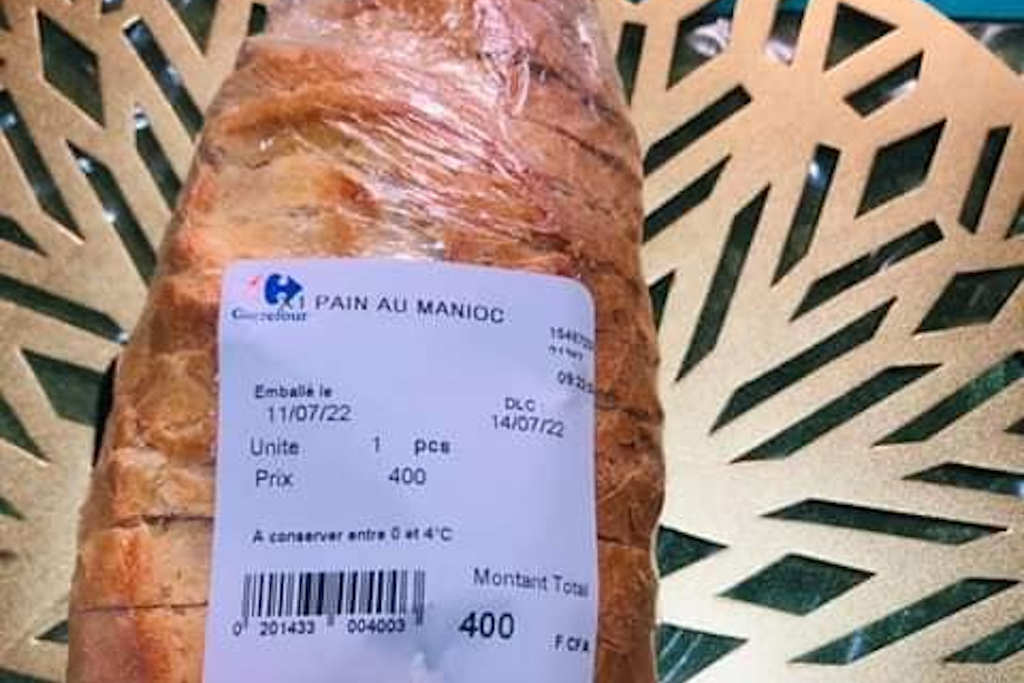 X1 PAIN AU MANIOC
Carrefour
Emballé le
11/07/22
DLC
14/07/22
Unite 1 pcs
Prix 400
A conserver entre 0 et 4°C
Montant Total
0 201433 004003
400
F CFA